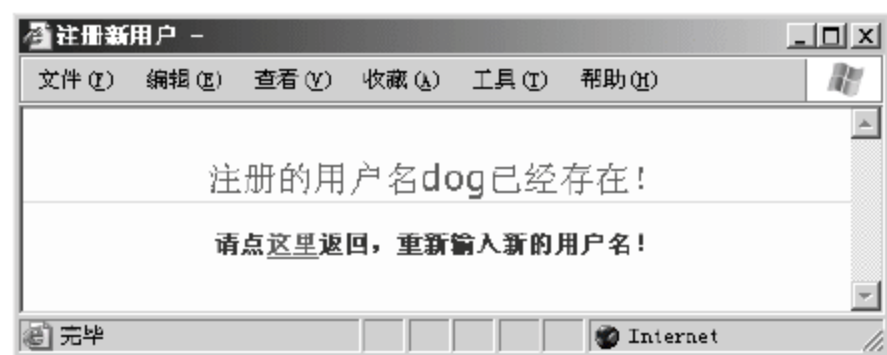 注册新用户 -
文件(F) 编辑(E) 查看(V) 收藏(A) 工具(T) 帮助(H)
注册的用户名dog已经存在!
请点这里返回，重新输入新的用户名!
完毕 Internet